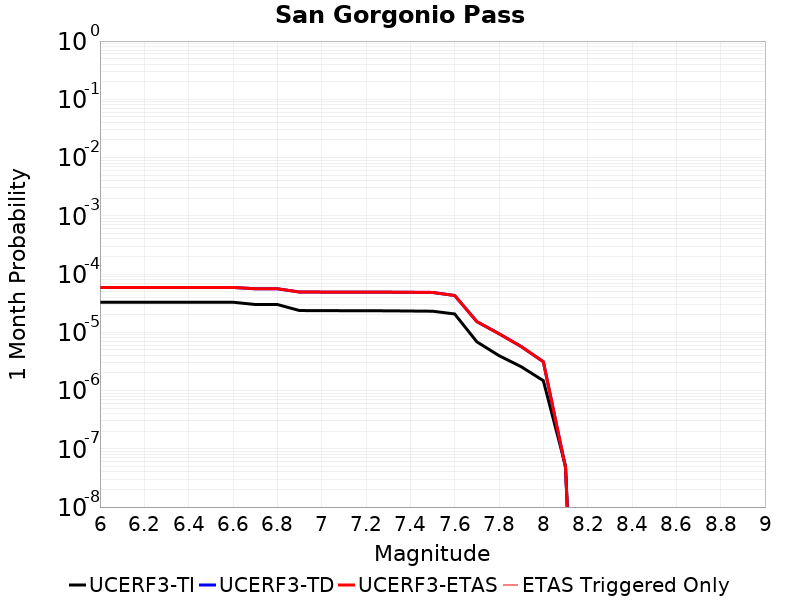 San Gorgonio Pass
1 Month Probability
10^0
10^-1
10^-2
10^-3
10^-4
10^-5
10^-6
10^-7
10^-8
6 6.2 6.4 6.6 6.8 7 7.2 7.4 7.6 7.8 8 8.2 8.4 8.6 8.8 9
Magnitude
UCERF3-TI UCERF3-TD UCERF3-ETAS ETAS Triggered Only